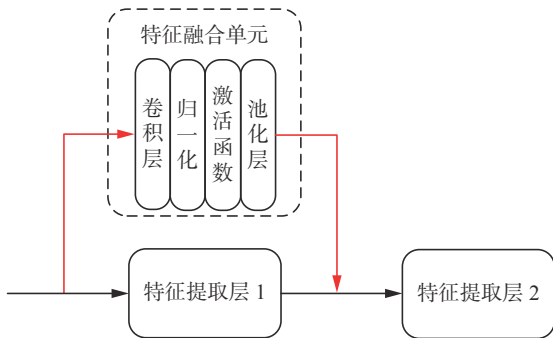 特征融合单元
卷积层
归一化
激活函数
池化层
特征提取层 1
特征提取层 2